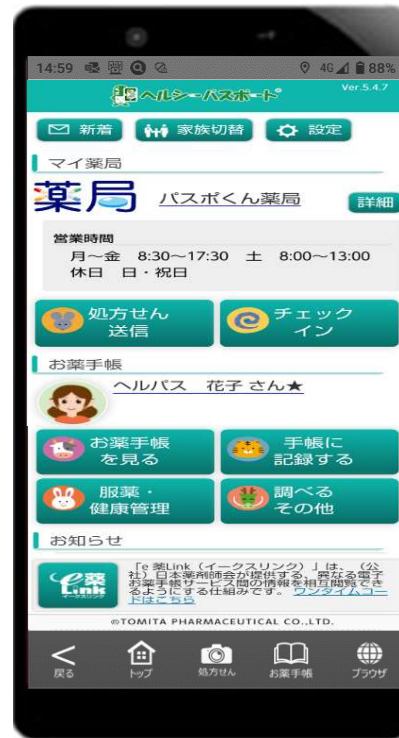 14:59 4G 88%
ヘルシーパスポート® Ver.5.4.7
新着 家族切替 設定
マイ薬局
薬局 パスポくん薬局 詳細
営業時間
月～金 8:30～17:30 土 8:00～13:00
休日 日・祝日
処方せん
送信
チェック
イン
お薬手帳
ヘルパス 花子 さん★
お薬手帳
を見る
手帳に
記録する
服薬・
健康管理
調べる
その他
お知らせ
e薬
Link
イークスリンク
「e 薬Link（イークスリンク）」は、（公
社）日本薬剤師会が提供する、異なる電子
お薬手帳サービス間の情報を相互閲覧でき
るようにする仕組みです。 ワンタイムコー
ドはこちら
©TOMITA PHARMACEUTICAL CO.,LTD.
戻る トップ 処方せん お薬手帳 ブラウザ